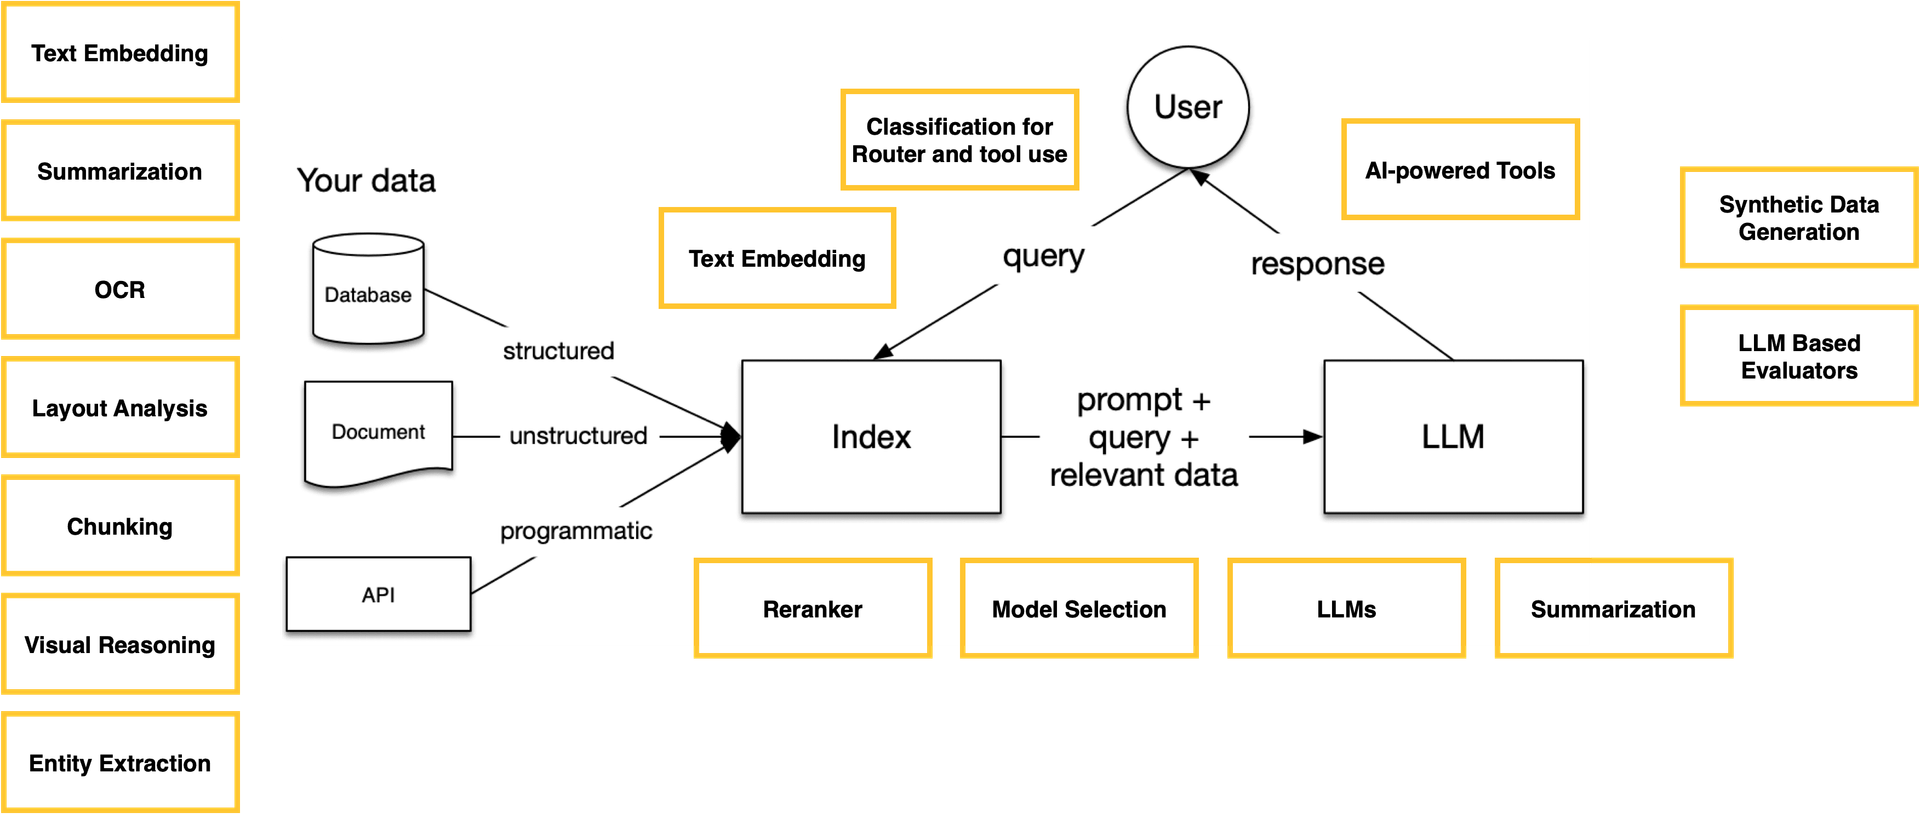 Text Embedding
Summarization
OCR
Layout Analysis
Chunking
Visual Reasoning
Entity Extraction
Your data
Database
Document
API
structured
unstructured
programmatic
Text Embedding
Classification for
Router and tool use
User
query
response
AI-powered Tools
Index
prompt +
query +
relevant data
LLM
Reranker
Model Selection
LLMs
Summarization
Synthetic Data
Generation
LLM Based
Evaluators